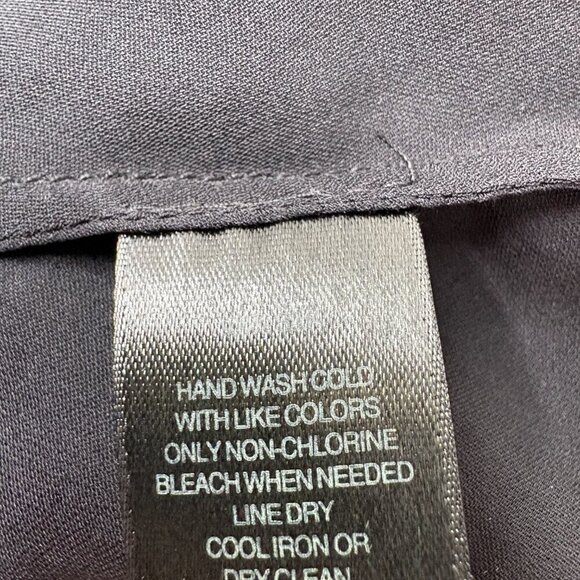 HAND WASH COLD
WITH LIKE COLORS
ONLY NON-CHLORINE
BLEACH WHEN NEEDED
LINE DRY
COOL IRON OR
DRY CLEAN